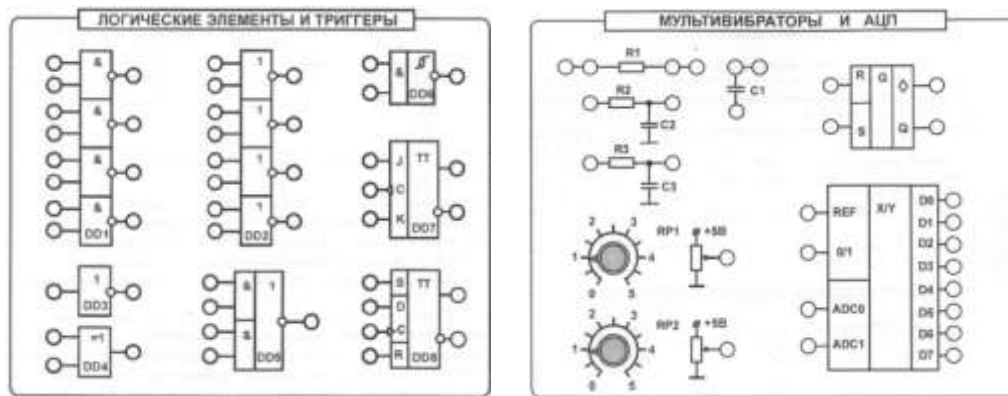 ЛОГИЧЕСКИЕ ЭЛЕМЕНТЫ И ТРИГГЕРЫ
&
&
&
&
DD1
1
1
1
1
DD2
&
DD6
J
C
K
TT
DD7
1
DD3
=1
DD4
&
&
1
DD5
S
D
C
R
TT
DD8
МУЛЬТИВИБРАТОРЫ И АЦП
R1
C1
R2
C2
R3
C3
R
S
G
Q
2
3
1
4
0
5
RP1
+5В
2
3
1
4
0
5
RP2
+5В
REF
0/1
ADC0
ADC1
X/Y
D0
D1
D2
D3
D4
D5
D6
D7